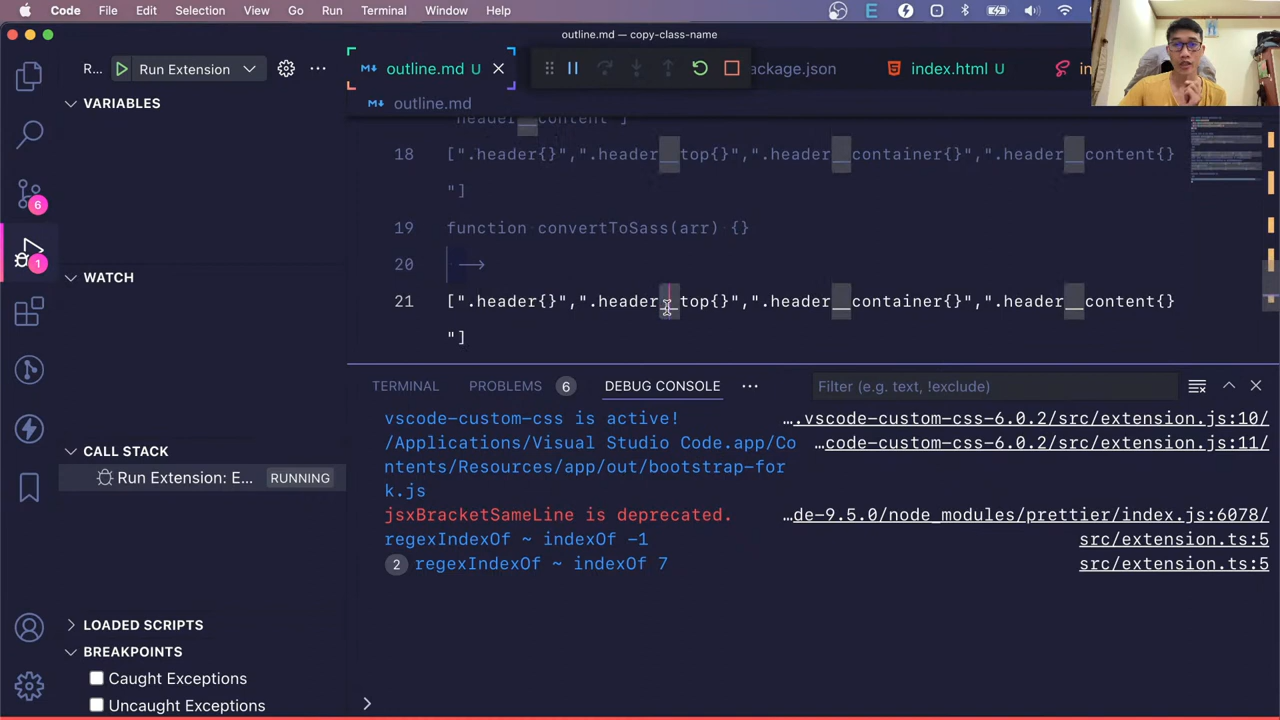 Code File Edit Selection View Go Run Terminal Window Help
outline.md — copy-class-name
R... Run Extension
outline.md U
ackage.json
index.html U
in
VARIABLES
outline.md
header__content"]
18 [".header{}",".header__top{}",".header__container{}",".header__content{}
"]
19 function convertToSass(arr) {}
20 -->
21 [".header{}",".header__top{}",".header__container{}",".header__content{}
"]
6
1
WATCH
TERMINAL PROBLEMS 6 DEBUG CONSOLE ...
Filter (e.g. text, !exclude)
vscode-custom-css is active! ….vscode-custom-css-6.0.2/src/extension.js:10/
/Applications/Visual Studio Code.app/Co …code-custom-css-6.0.2/src/extension.js:11/
ntents/Resources/app/out/bootstrap-for
k.js
jsxBracketSameLine is deprecated. …de-9.5.0/node_modules/prettier/index.js:6078/
regexIndexOf ~ indexOf -1 src/extension.ts:5
2 regexIndexOf ~ indexOf 7 src/extension.ts:5
CALL STACK
Run Extension: E... RUNNING
LOADED SCRIPTS
BREAKPOINTS
Caught Exceptions
Uncaught Exceptions